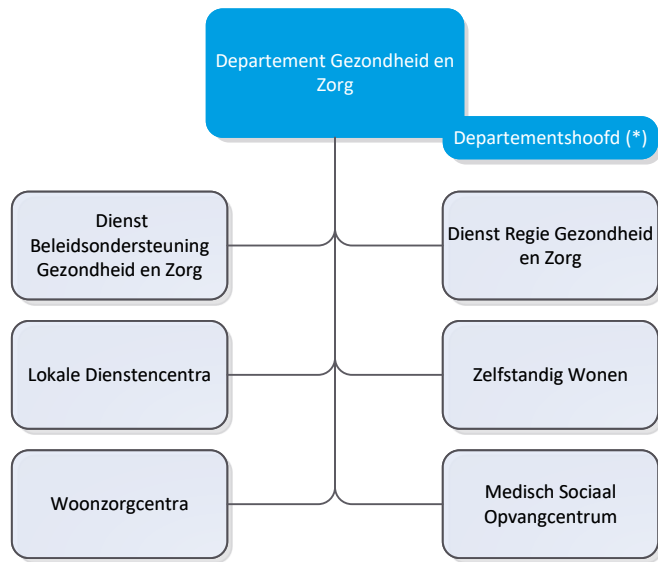 Departement Gezondheid en
Zorg
Departementshoofd (*)
Dienst
Beleidsondersteuning
Gezondheid en Zorg
Dienst Regie Gezondheid
en Zorg
Lokale Dienstencentra
Zelfstandig Wonen
Woonzorgcentra
Medisch Sociaal
Opvangcentrum